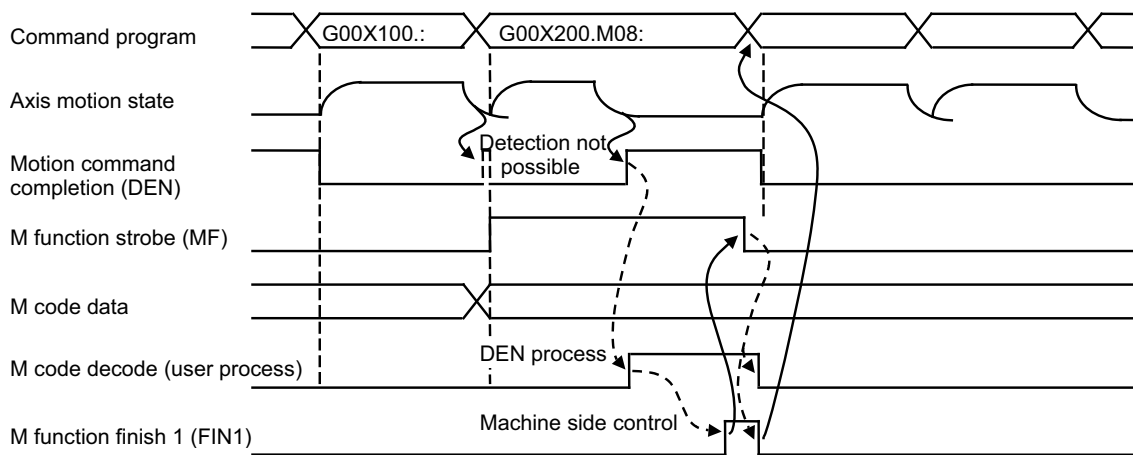 Command program
G00X100.:
G00X200.M08:
Axis motion state
Detection not
possible
Motion command
completion (DEN)
M function strobe (MF)
M code data
DEN process
M code decode (user process)
Machine side control
M function finish 1 (FIN1)